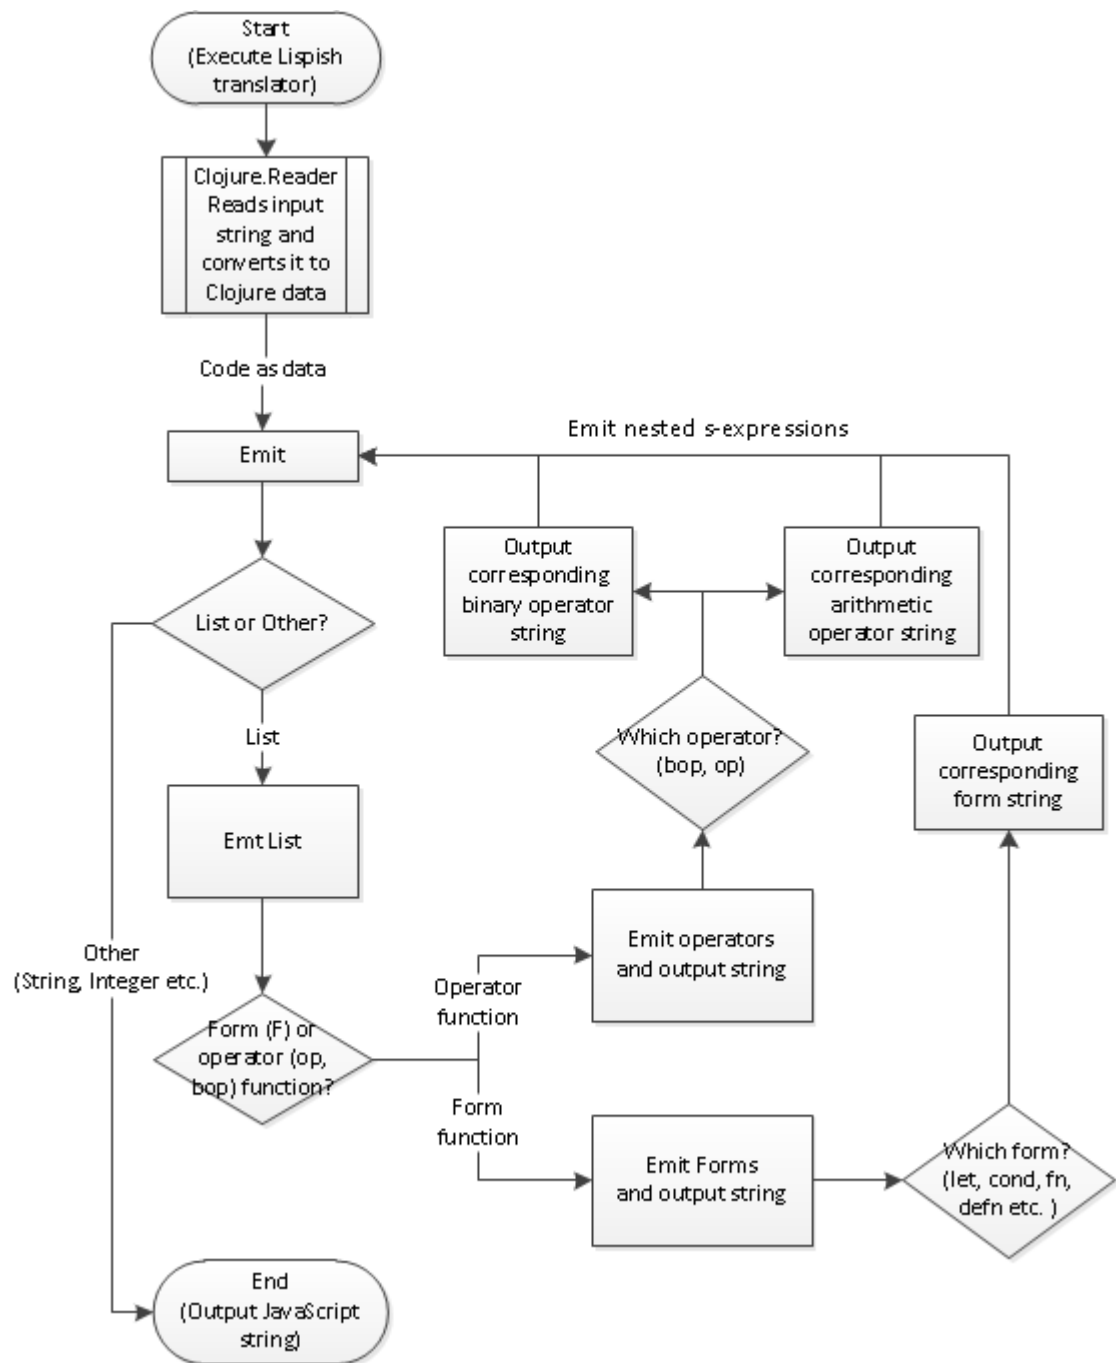 Start
(Execute Lispish
translator)
Clojure.Reader
Reads input
string and
converts it to
Clojure data
Code as data
Emit nested s-expressions
Emit
Output
corresponding
binary operator
string
Output
corresponding
arithmetic
operator string
List or Other?
List
Which operator?
(bop, op)
Output
corresponding
form string
Emt List
Emit operators
and output string
Other
(String, Integer etc.)
Operator
function
Form (F) or
operator (op,
bop) function?
Form
function
Emit Forms
and output string
Which form?
(let, cond, fn,
defn etc. )
End
(Output JavaScript
string)